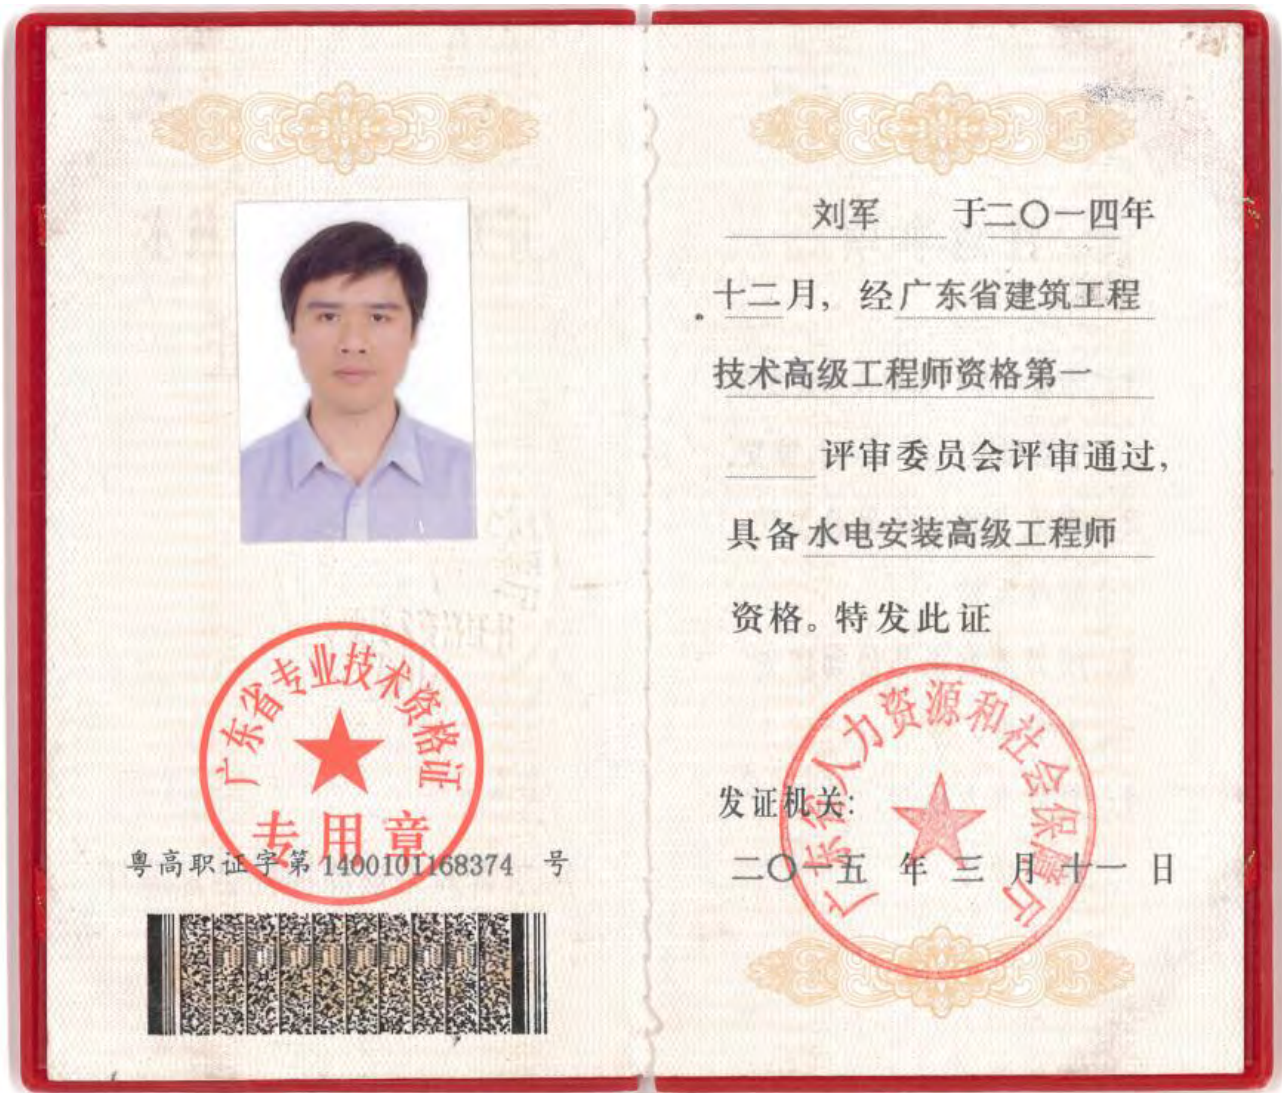 广东省专业技术资格证
专用章
粤高职证字第 1400101168374 号
刘军 于二〇一四年
十二月，经广东省建筑工程
技术高级工程师资格第一
评审委员会评审通过，
具备水电安装高级工程师
资格。特发此证
广东省人力资源和社会保障厅
发证机关：
二〇一五 年 三 月 十一 日